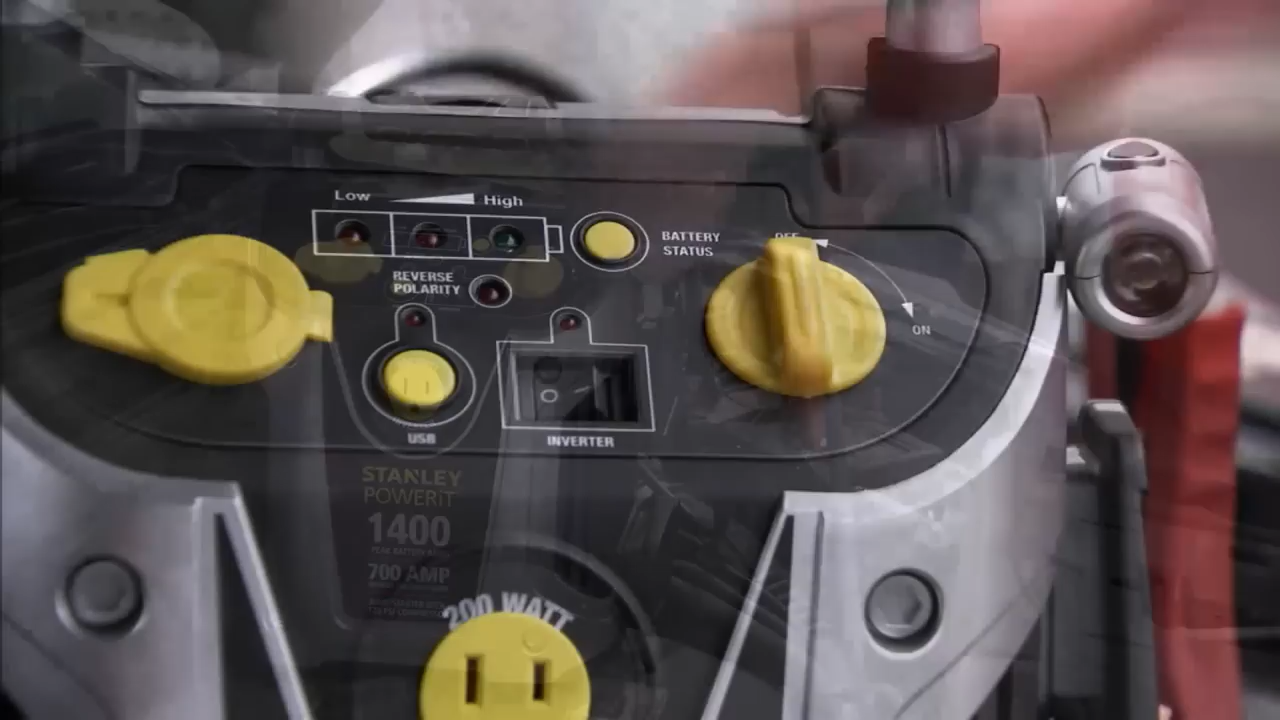 Low High
BATTERY
STATUS
OFF
ON
REVERSE
POLARITY
USB
INVERTER
STANLEY
POWERiT
1400
700 AMP
200 WATT